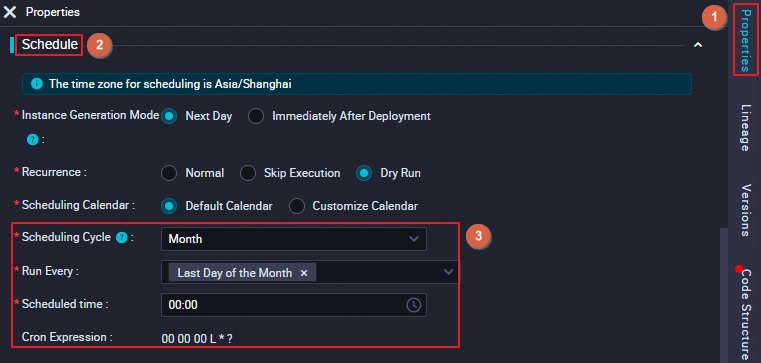 Properties
Schedule 2
The time zone for scheduling is Asia/Shanghai
* Instance Generation Mode Next Day Immediately After Deployment
? :
* Recurrence : Normal Skip Execution Dry Run
* Scheduling Calendar : Default Calendar Customize Calendar
* Scheduling Cycle ? : Month
3
* Run Every : Last Day of the Month ×
* Scheduled time : 00:00
Cron Expression : 00 00 00 L * ?
1
Properties
Lineage
Versions
Code Structure